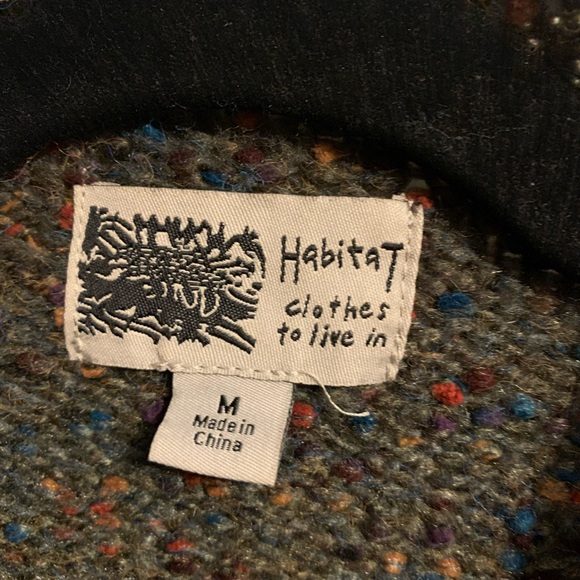 HabitaT
clothes
to live in
M
Made in
China